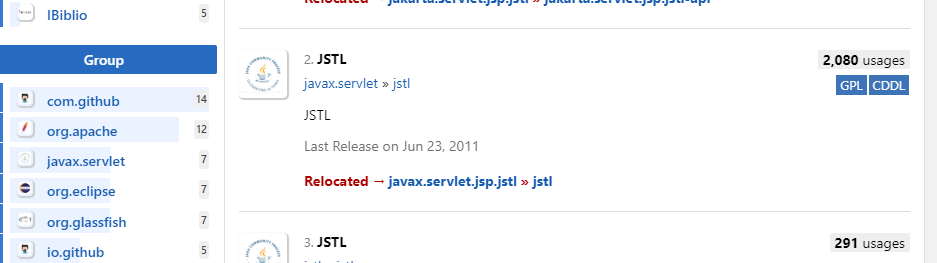 IBiblio 5
Group
com.github 14
org.apache 12
javax.servlet 7
org.eclipse 7
org.glassfish 7
io.github 5
Relocated → jakarta.servlet.jsp.jstl » jakarta.servlet.jsp.jstl-api
2. JSTL 2,080 usages
javax.servlet » jstl GPL CDDL
JSTL
Last Release on Jun 23, 2011
Relocated → javax.servlet.jsp.jstl » jstl
3. JSTL 291 usages